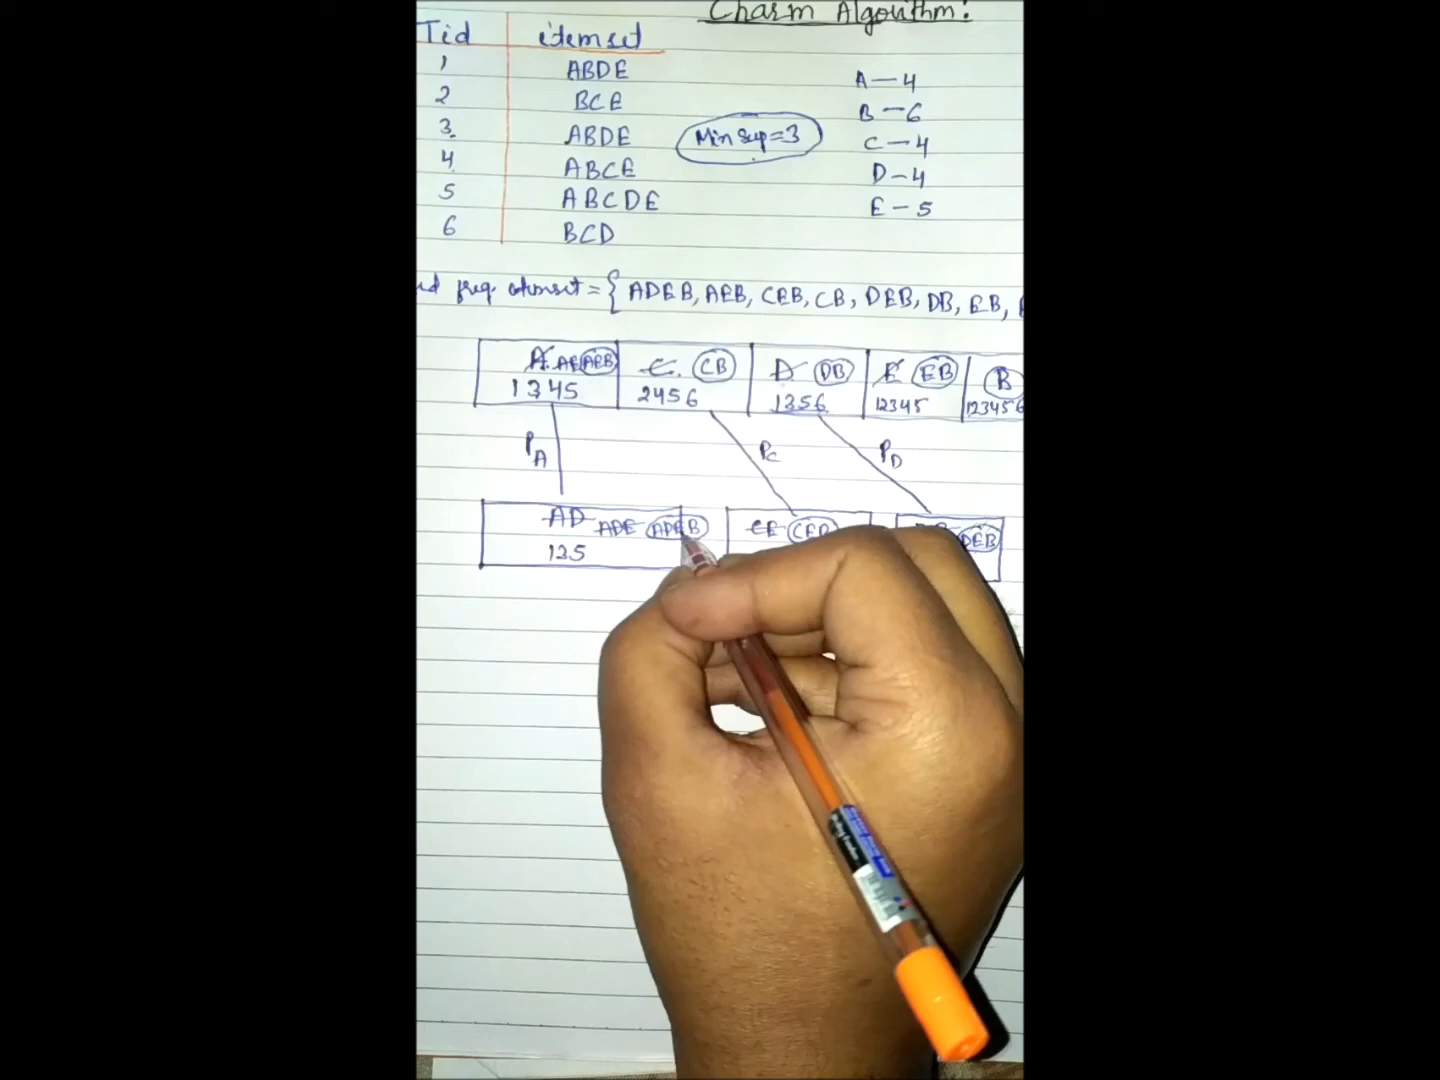 Charm Algorithm:
Tid itemset
1 ABDE
2 BCE
3. ABDE
4 ABCE
5 ABCDE
6 BCD
Min Sup=3
A—4
B—6
C—4
D—4
E—5
freq. itemset = { ADEB, AEB, CEB, CB, DEB, DB, EB,
A AE AEB C CB D DB E EB B
1345 2456 1356 12345 123456
PA PC PD
AD ADE ADEB CE CEB DEB
135